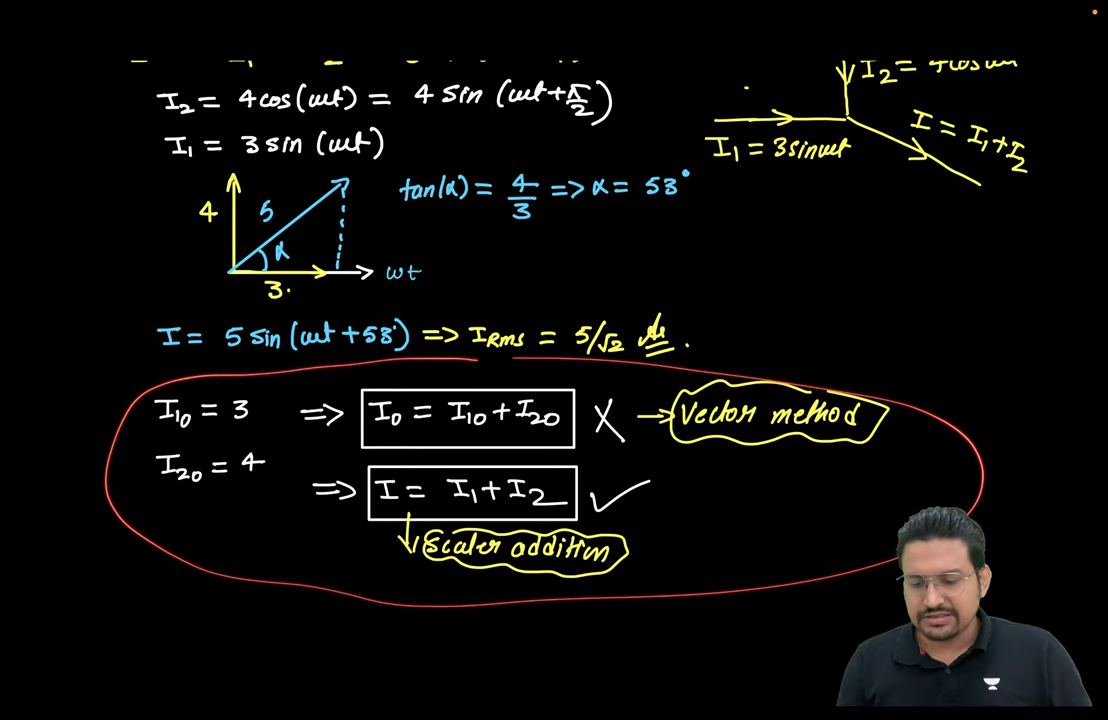 I₂ = 4cos(ωt) = 4 sin (ωt+π/2)
I₁ = 3 sin (ωt)
I₁ = 3sinωt
I = I₁+I₂
4
5
α
3.
ωt
tan(α) = 4/3 => α = 53°
I = 5 sin (ωt +53°) => I_RMS = 5/√2 .
I₁₀ = 3 => I₀ = I₁₀+I₂₀ X → Vector method
I₂₀ = 4
=> I = I₁+I₂ ✓
Scaler addition